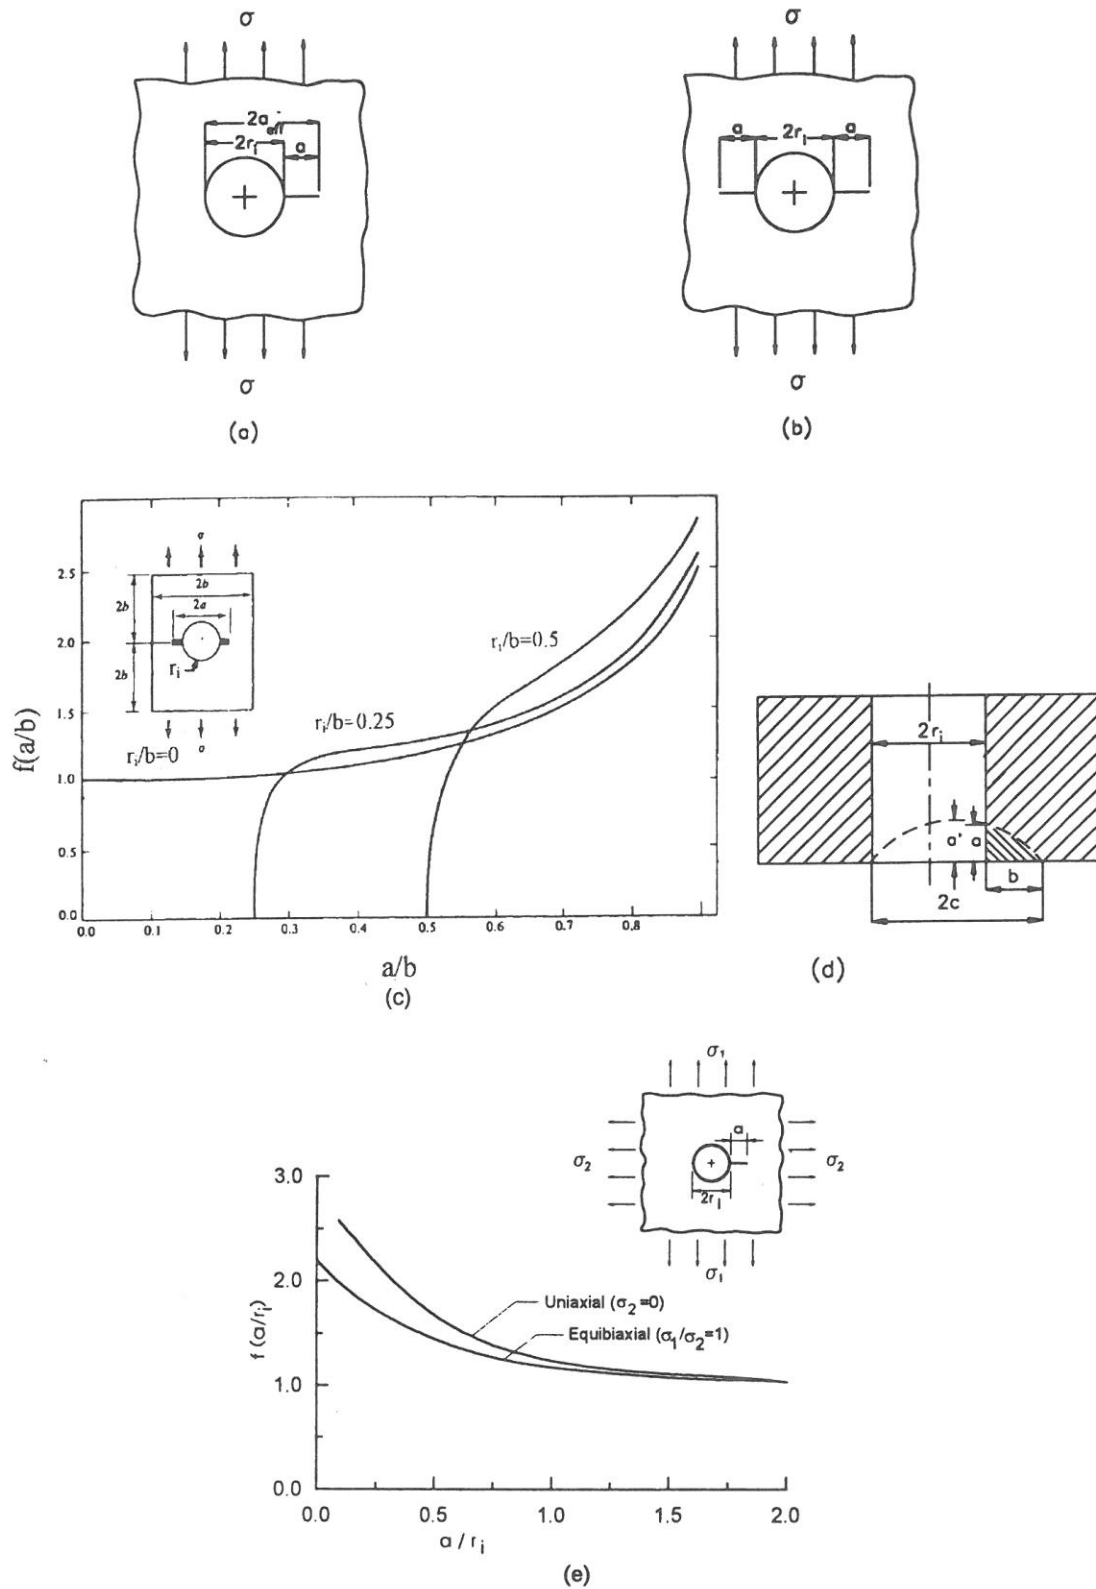 σ
2a eff
2r_i
a
σ
(a)
σ
a
2r_i
a
σ
(b)
f(a/b)
2.5
2.0
1.5
1.0
0.5
0.0
0.0
0.1
0.2
0.3
0.4
0.5
0.6
0.7
0.8
a/b
(c)
σ
2b
2a
2b
2b
r_i
σ
r_i/b=0
r_i/b=0.25
r_i/b=0.5
2r_i
a'
a
b
2c
(d)
σ_1
a
σ_2
σ_2
2r_i
σ_1
3.0
2.0
1.0
0.0
f (a/r_i)
Uniaxial (σ_2=0)
Equibiaxial (σ_1/σ_2=1)
0.0
0.5
1.0
1.5
2.0
a / r_i
(e)